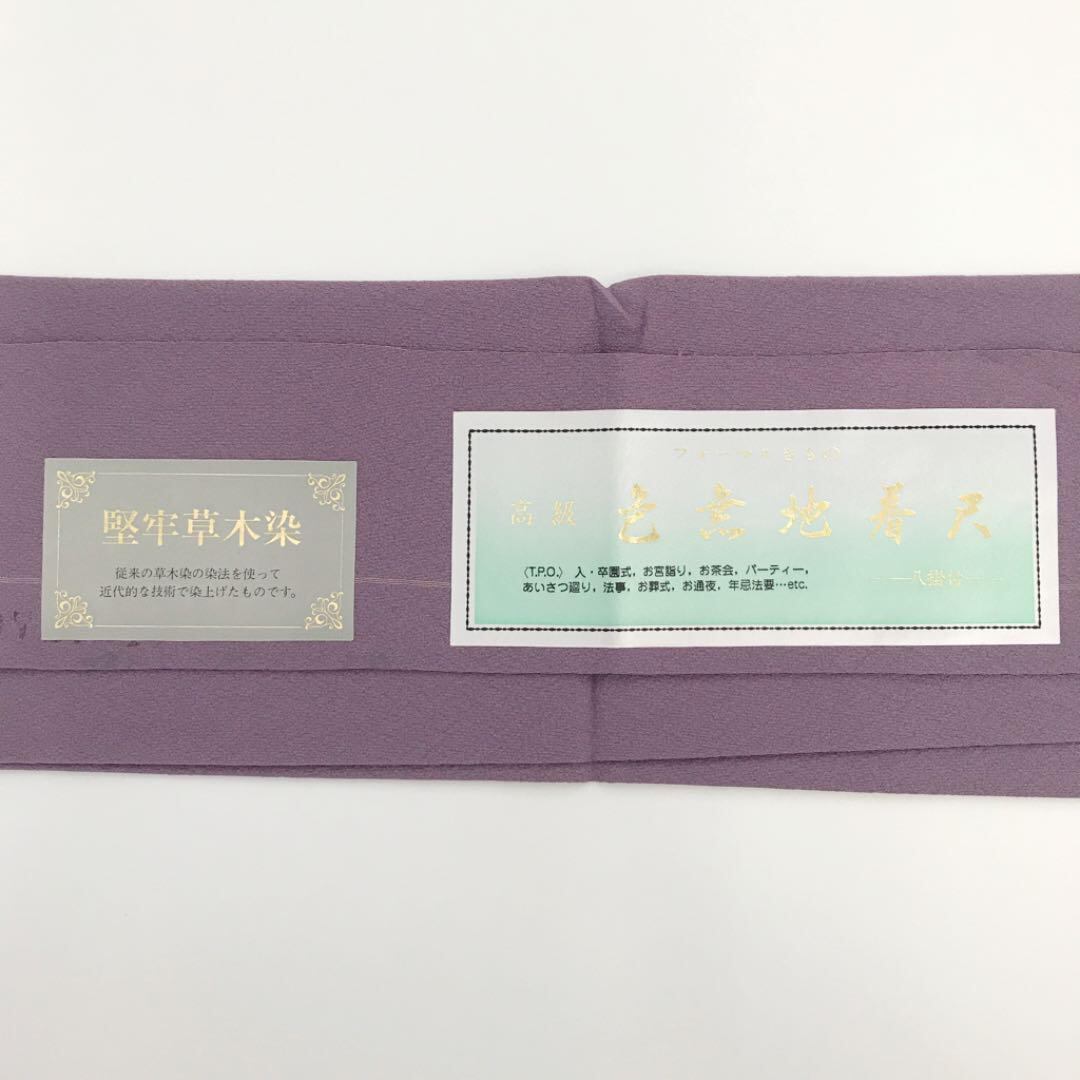 堅牢草木染
従来の草木染の染法を使って
近代的な技術で染上げたものです。
フォーマルきもの
高級 色無地着尺
〈T.P.O.〉 入・卒園式，お宮詣り，お茶会，パーティー，
あいさつ廻り，法事，お葬式，お通夜，年忌法要…etc.
八掛付